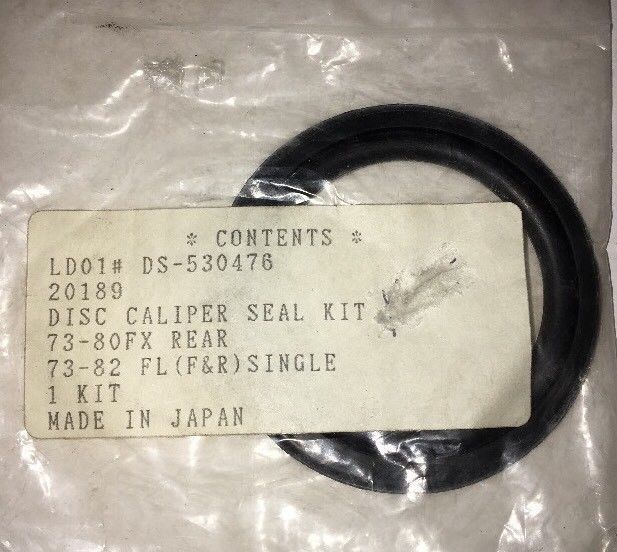 * CONTENTS *
LD01# DS-530476
20189
DISC CALIPER SEAL KIT
73-80FX REAR
73-82 FL(F&R)SINGLE
1 KIT
MADE IN JAPAN